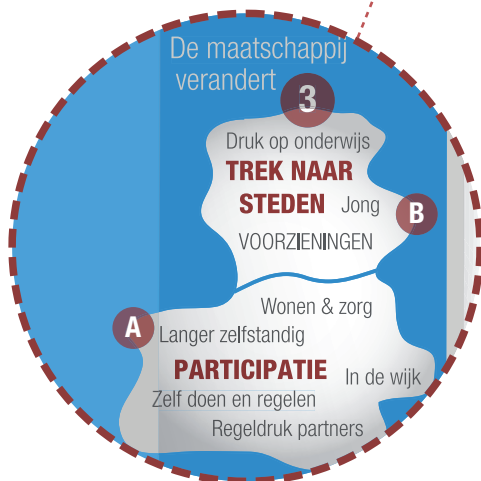 De maatschappij
verandert
3
Druk op onderwijs
TREK NAAR
STEDEN Jong
B
VOORZIENINGEN
Wonen & zorg
A
Langer zelfstandig
PARTICIPATIE
In de wijk
Zelf doen en regelen
Regeldruk partners